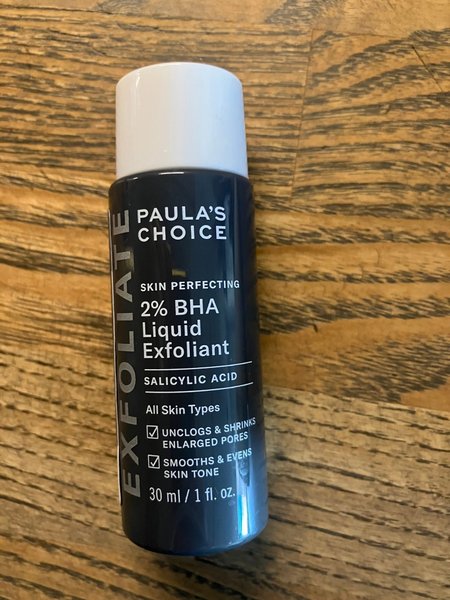 EXFOLIATE
PAULA'S
CHOICE
SKIN PERFECTING
2% BHA
Liquid
Exfoliant
SALICYLIC ACID
All Skin Types
UNCLOGS & SHRINKS
ENLARGED PORES
SMOOTHS & EVENS
SKIN TONE
30 ml / 1 fl. oz.